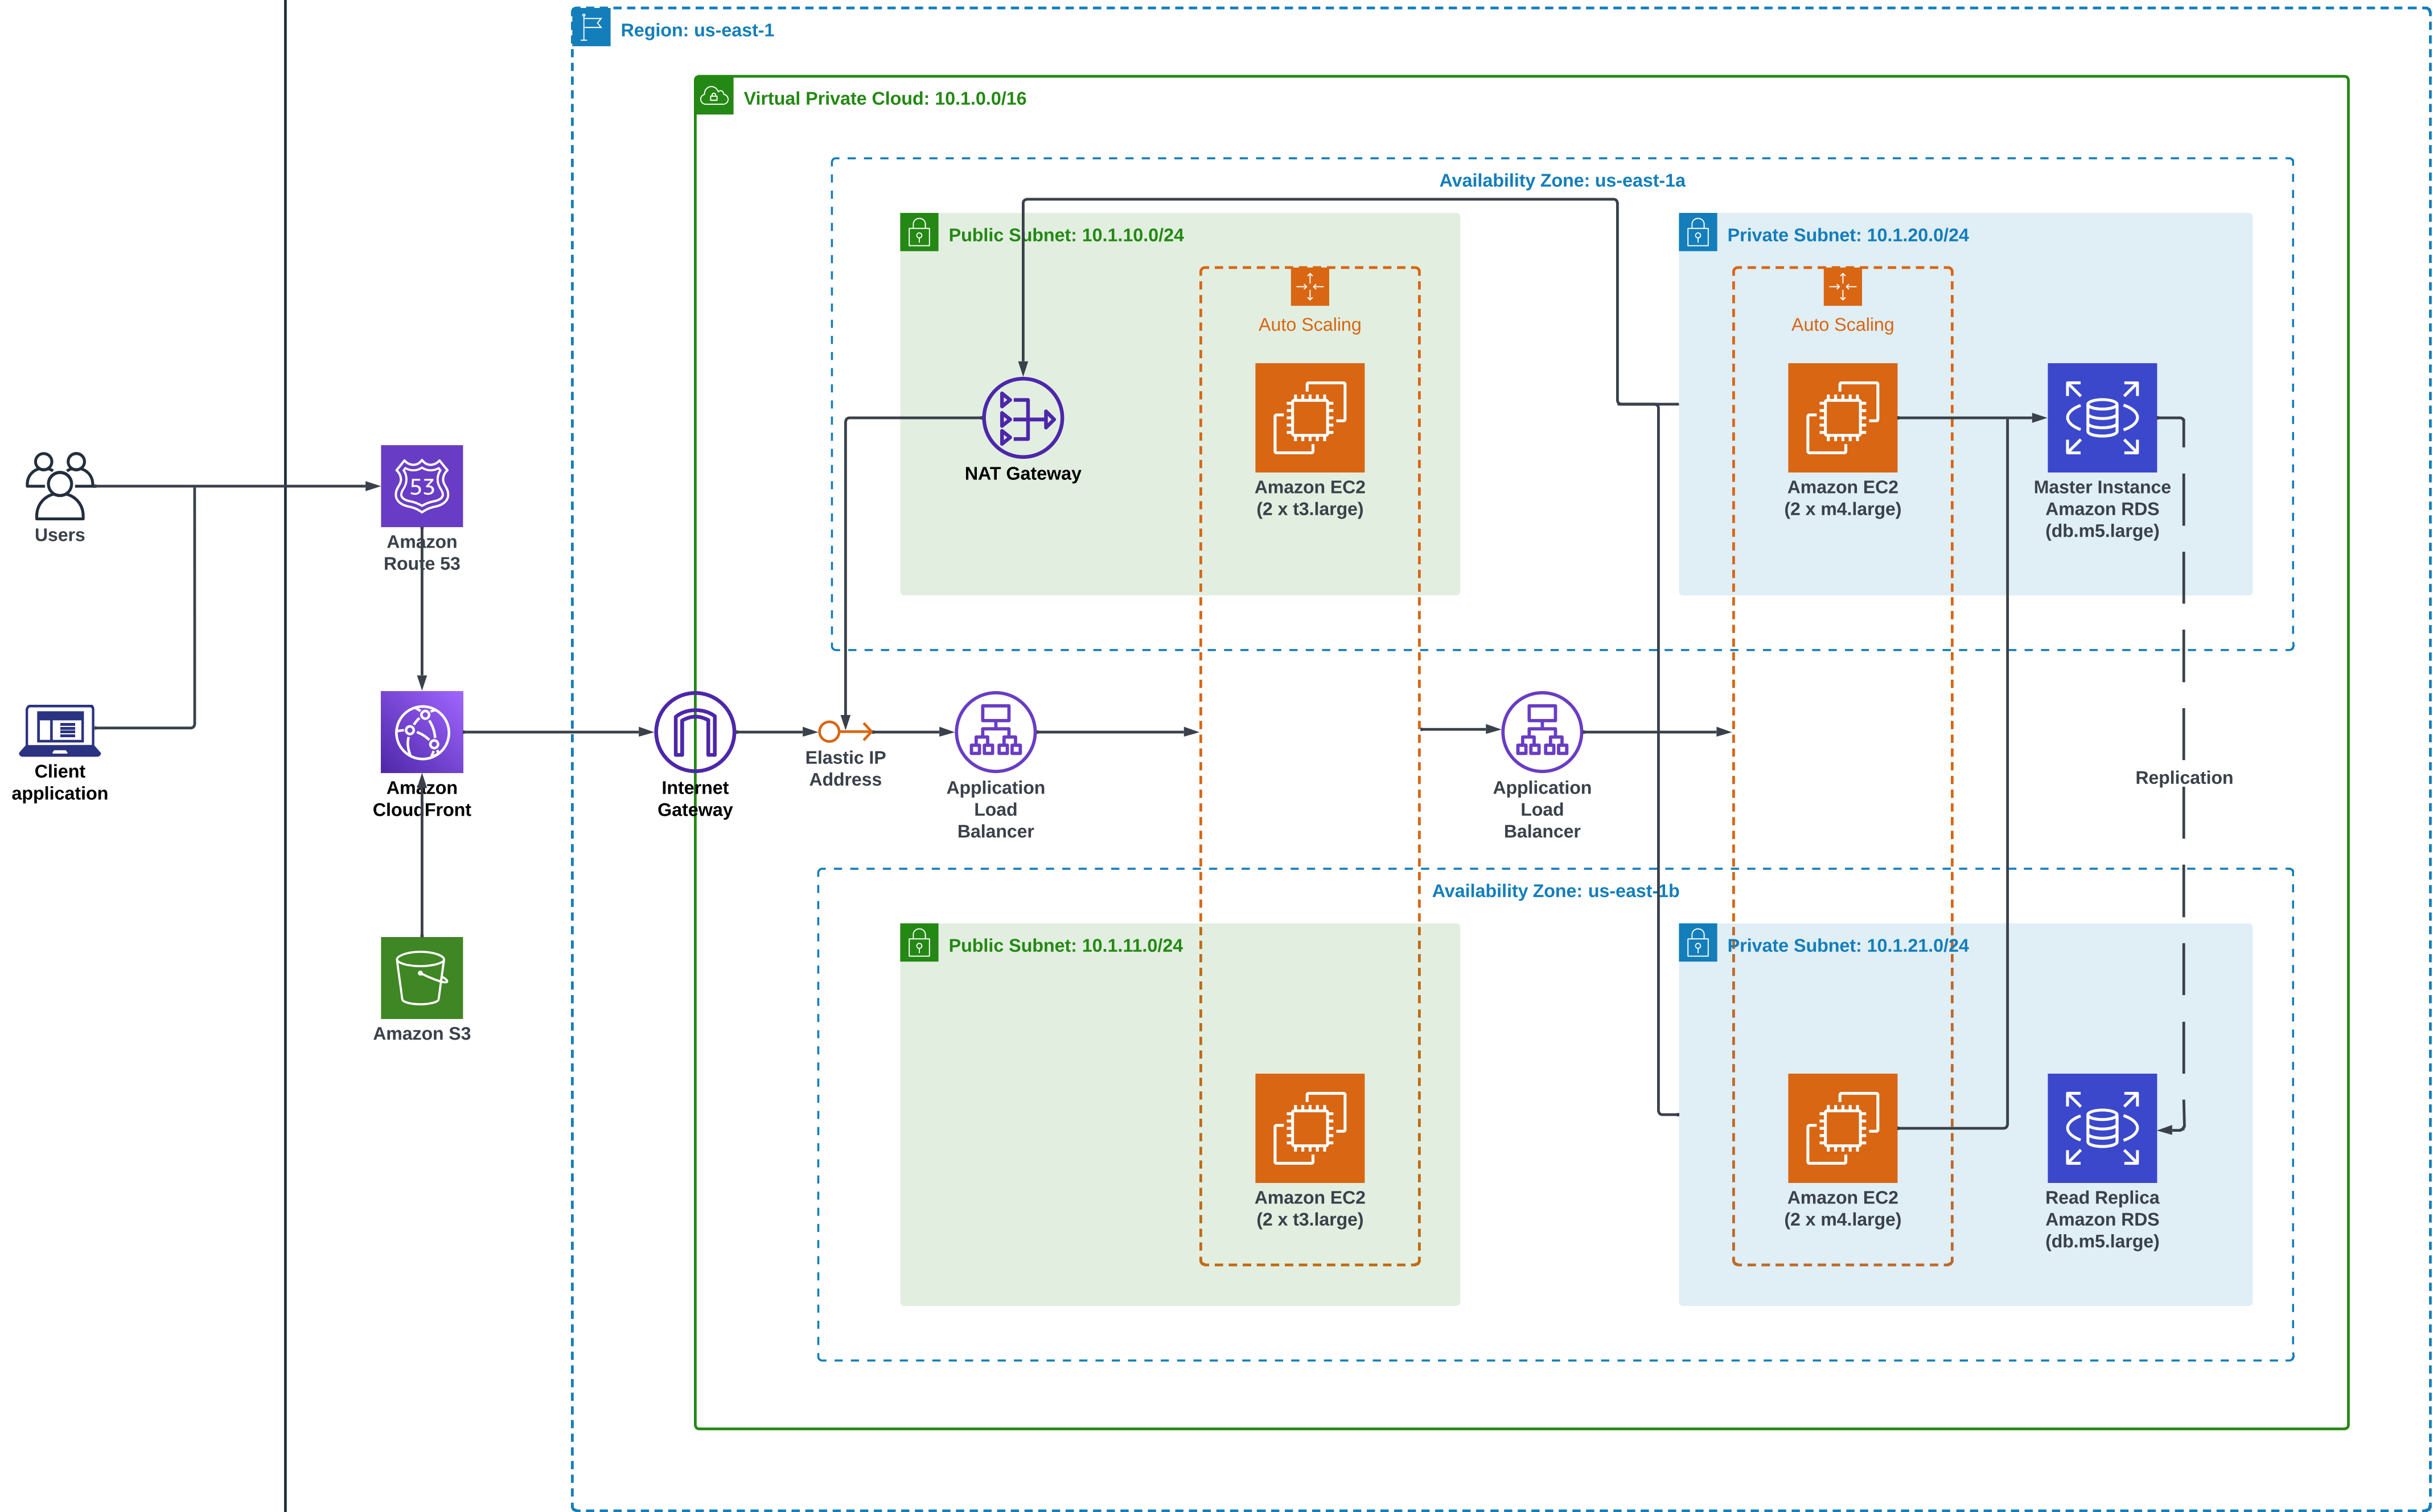 Region: us-east-1
Virtual Private Cloud: 10.1.0.0/16
Availability Zone: us-east-1a
Public Subnet: 10.1.10.0/24
Private Subnet: 10.1.20.0/24
Auto Scaling
Auto Scaling
NAT Gateway
Amazon EC2
(2 x t3.large)
Amazon EC2
(2 x m4.large)
Master Instance
Amazon RDS
(db.m5.large)
Users
53
Amazon
Route 53
Client
application
Amazon
CloudFront
Internet
Gateway
Elastic IP
Address
Application
Load
Balancer
Application
Load
Balancer
Replication
Availability Zone: us-east-1b
Public Subnet: 10.1.11.0/24
Private Subnet: 10.1.21.0/24
Amazon S3
Amazon EC2
(2 x t3.large)
Amazon EC2
(2 x m4.large)
Read Replica
Amazon RDS
(db.m5.large)